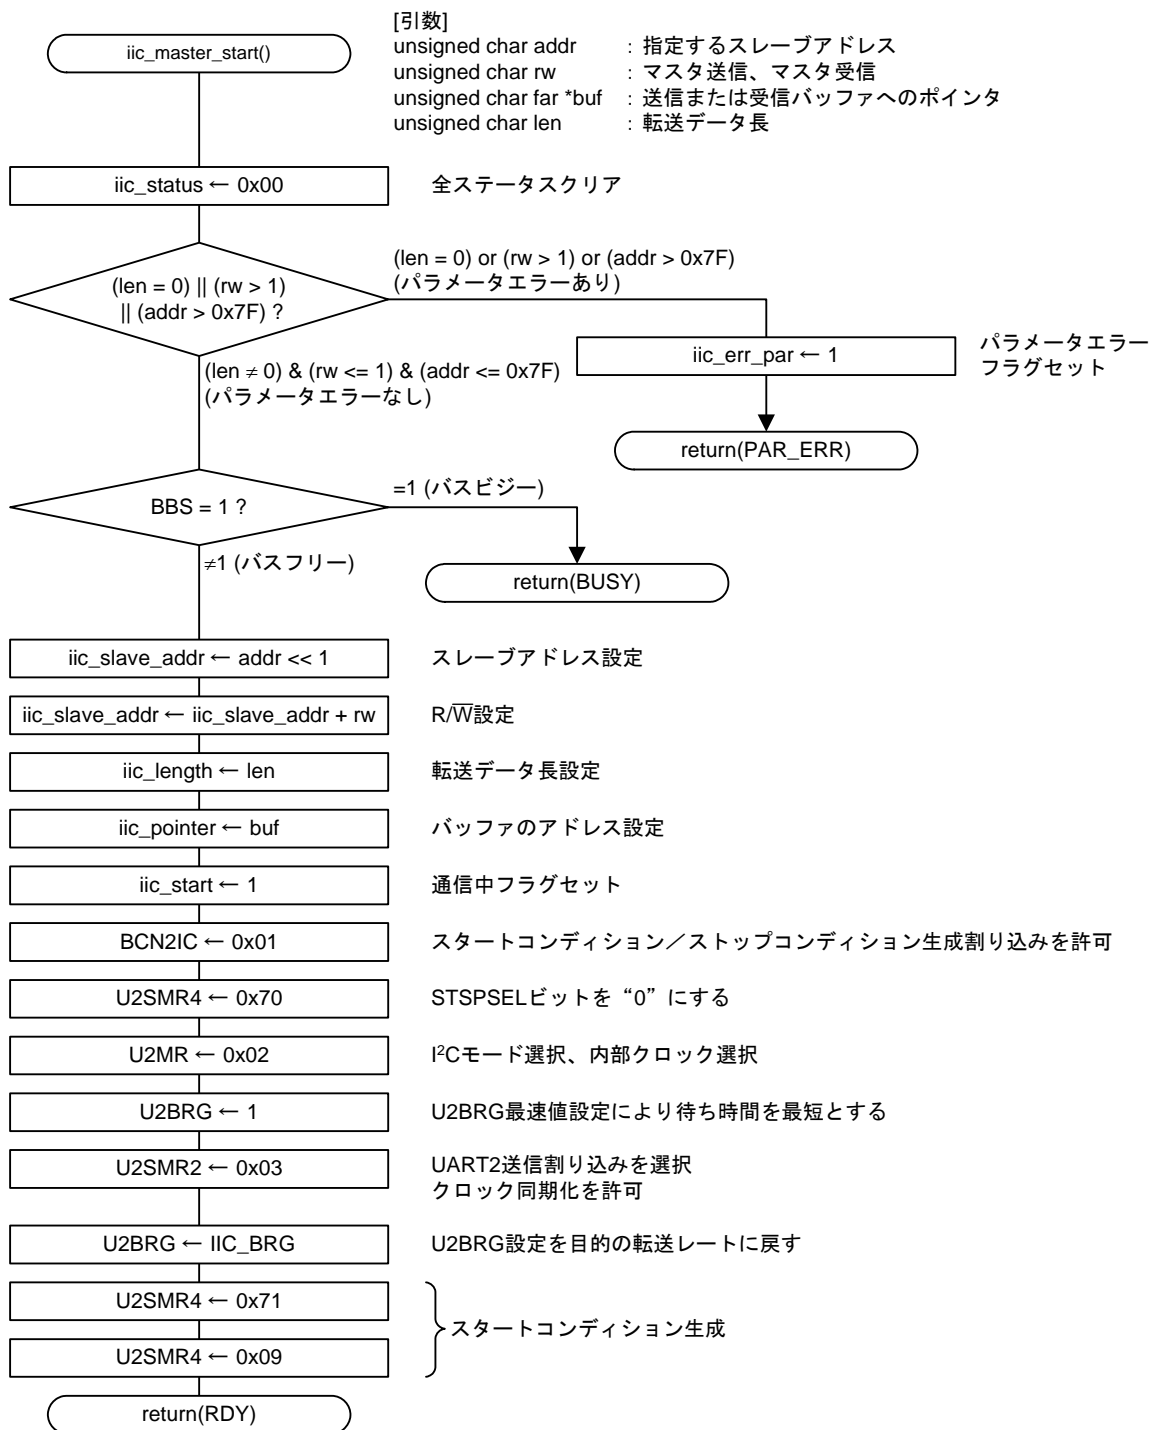 [引数]
iic_master_start()
unsigned char addr : 指定するスレーブアドレス
unsigned char rw : マスタ送信、マスタ受信
unsigned char far *buf : 送信または受信バッファへのポインタ
unsigned char len : 転送データ長
iic_status ← 0x00
全ステータスクリア
(len = 0) || (rw > 1)
|| (addr > 0x7F) ?
(len = 0) or (rw > 1) or (addr > 0x7F)
(パラメータエラーあり)
iic_err_par ← 1
パラメータエラー
フラグセット
return(PAR_ERR)
(len ≠ 0) & (rw <= 1) & (addr <= 0x7F)
(パラメータエラーなし)
BBS = 1 ?
=1 (バスビジー)
return(BUSY)
≠1 (バスフリー)
iic_slave_addr ← addr << 1
スレーブアドレス設定
iic_slave_addr ← iic_slave_addr + rw
R/W̅設定
iic_length ← len
転送データ長設定
iic_pointer ← buf
バッファのアドレス設定
iic_start ← 1
通信中フラグセット
BCN2IC ← 0x01
スタートコンディション／ストップコンディション生成割り込みを許可
U2SMR4 ← 0x70
STSPSELビットを“0”にする
U2MR ← 0x02
I²Cモード選択、内部クロック選択
U2BRG ← 1
U2BRG最速値設定により待ち時間を最短とする
U2SMR2 ← 0x03
UART2送信割り込みを選択
クロック同期化を許可
U2BRG ← IIC_BRG
U2BRG設定を目的の転送レートに戻す
U2SMR4 ← 0x71
スタートコンディション生成
U2SMR4 ← 0x09
return(RDY)